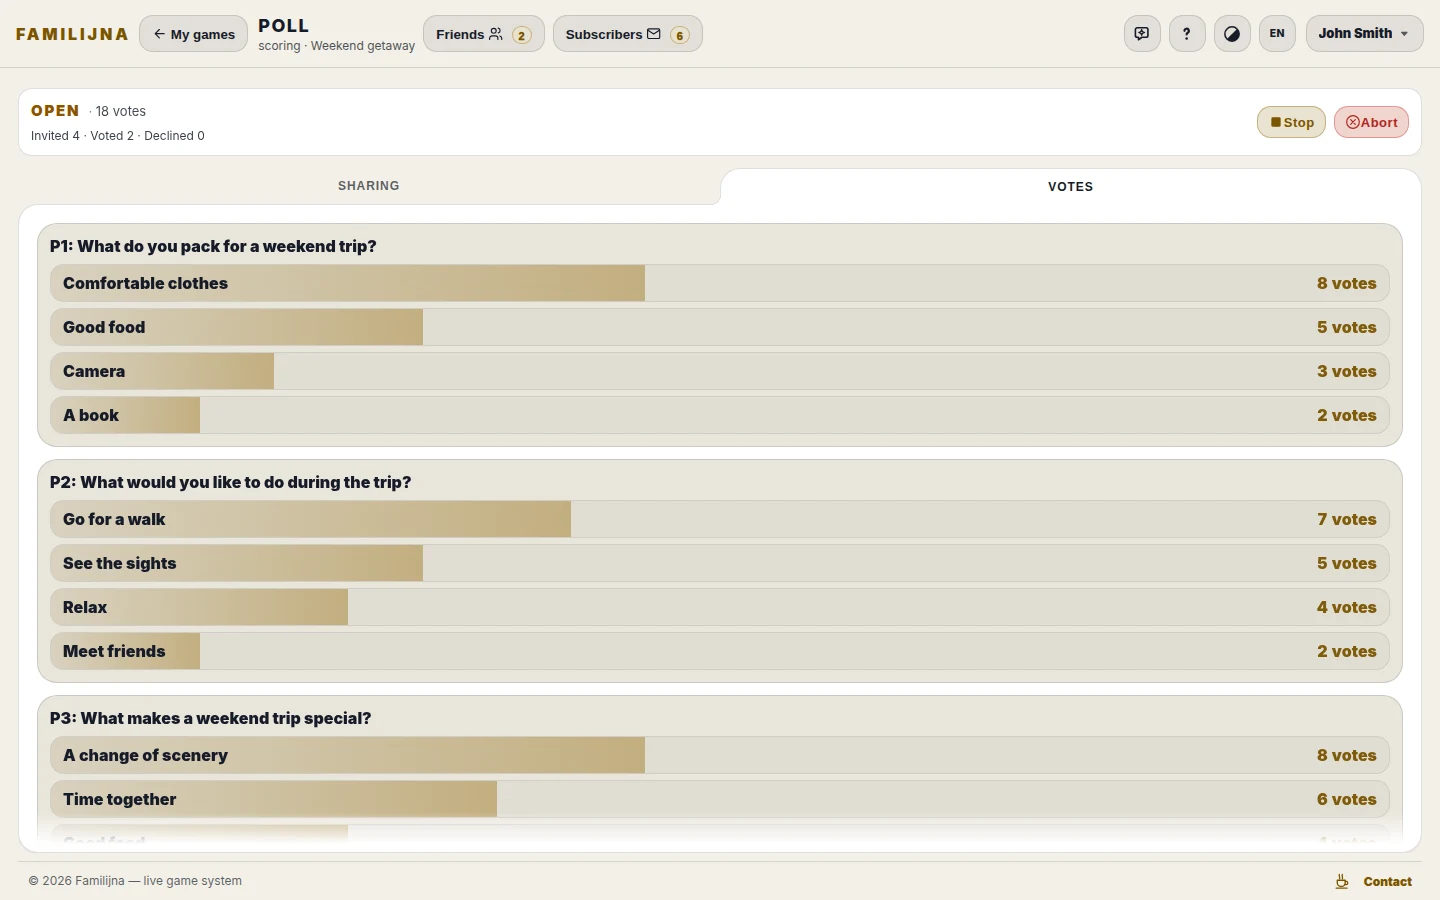 FAMILIJNA
My games
POLL
scoring · Weekend getaway
Friends 2
Subscribers 6
?
EN
John Smith
OPEN · 18 votes
Invited 4 · Voted 2 · Declined 0
Stop
Abort
SHARING
VOTES
P1: What do you pack for a weekend trip?
Comfortable clothes 8 votes
Good food 5 votes
Camera 3 votes
A book 2 votes
P2: What would you like to do during the trip?
Go for a walk 7 votes
See the sights 5 votes
Relax 4 votes
Meet friends 2 votes
P3: What makes a weekend trip special?
A change of scenery 8 votes
Time together 6 votes
Good food 4 votes
© 2026 Familijna — live game system
Contact